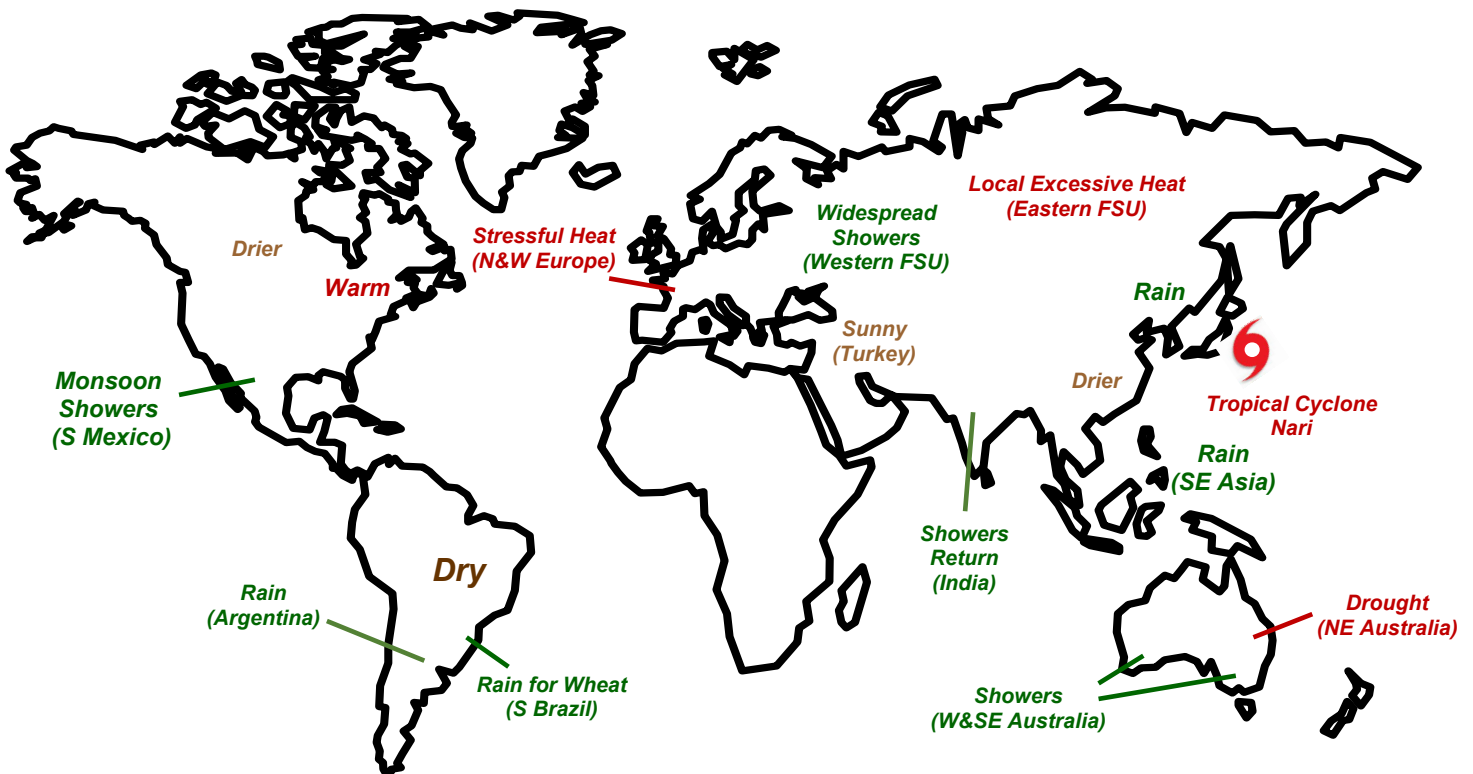 Local Excessive Heat
(Eastern FSU)
Widespread
Showers
(Western FSU)
Stressful Heat
(N&W Europe)
Drier
Warm
Rain
Sunny
(Turkey)
Drier
Monsoon
Showers
(S Mexico)
Tropical Cyclone
Nari
Rain
(SE Asia)
Showers
Return
(India)
Dry
Rain
(Argentina)
Drought
(NE Australia)
Rain for Wheat
(S Brazil)
Showers
(W&SE Australia)